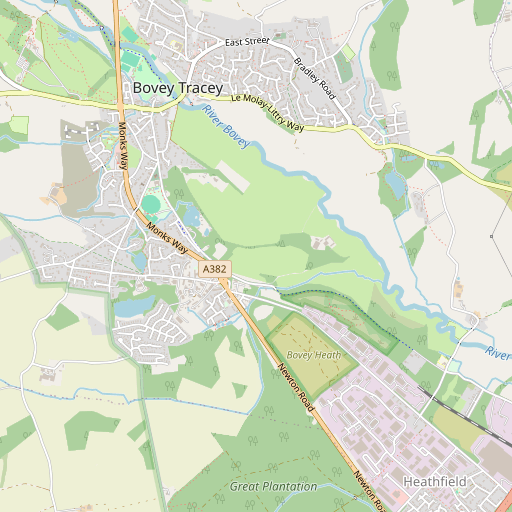 East Street
Bradley Road
Bovey Tracey
Le Molay-Littry Way
River Bovey
Monks Way
Monks Way
A382
River
Bovey Heath
Newton Road
Heathfield
Great Plantation
Newton Road